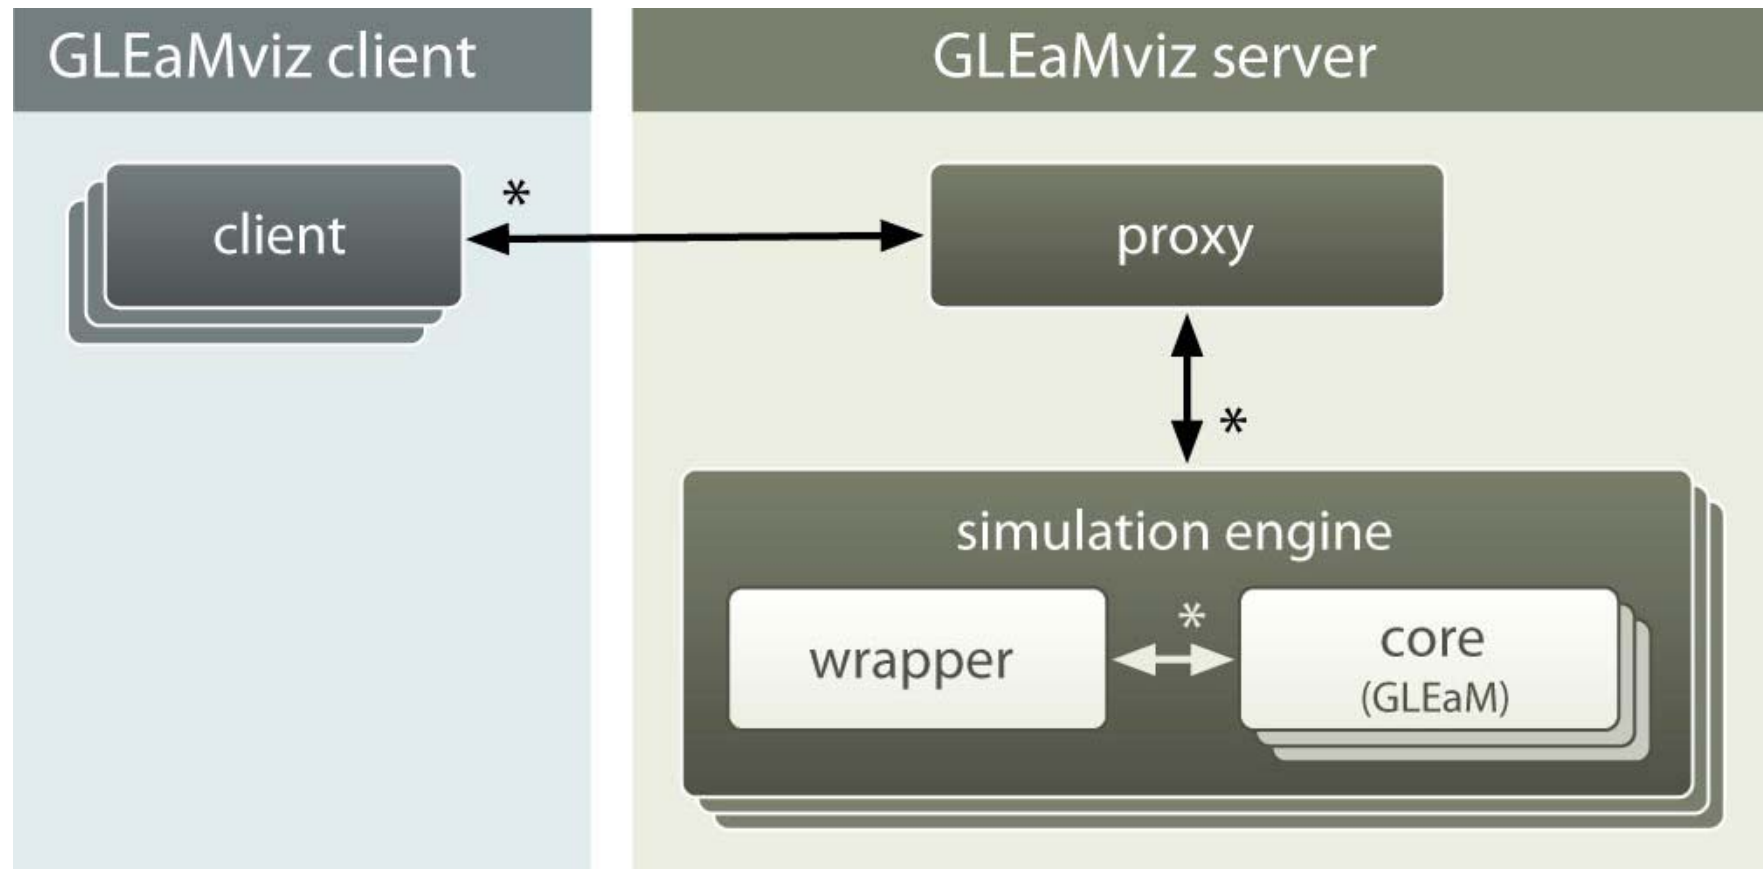 GLEaMviz client
GLEaMviz server
client
*
proxy
*
simulation engine
wrapper
*
core
(GLEaM)